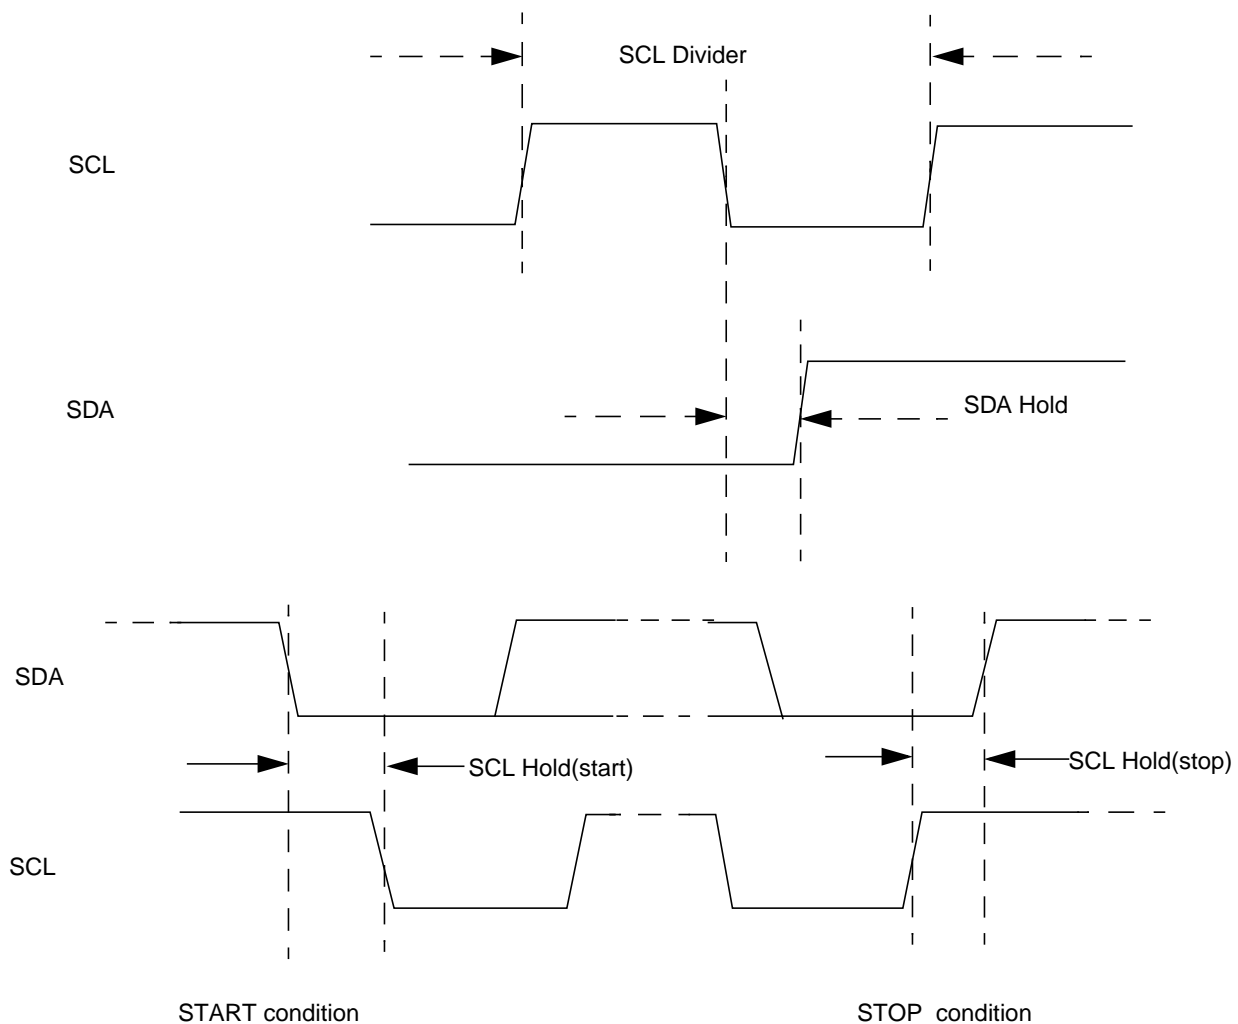 SCL Divider
SCL
SDA
SDA Hold
SDA
SCL Hold(start)
SCL Hold(stop)
SCL
START condition
STOP condition